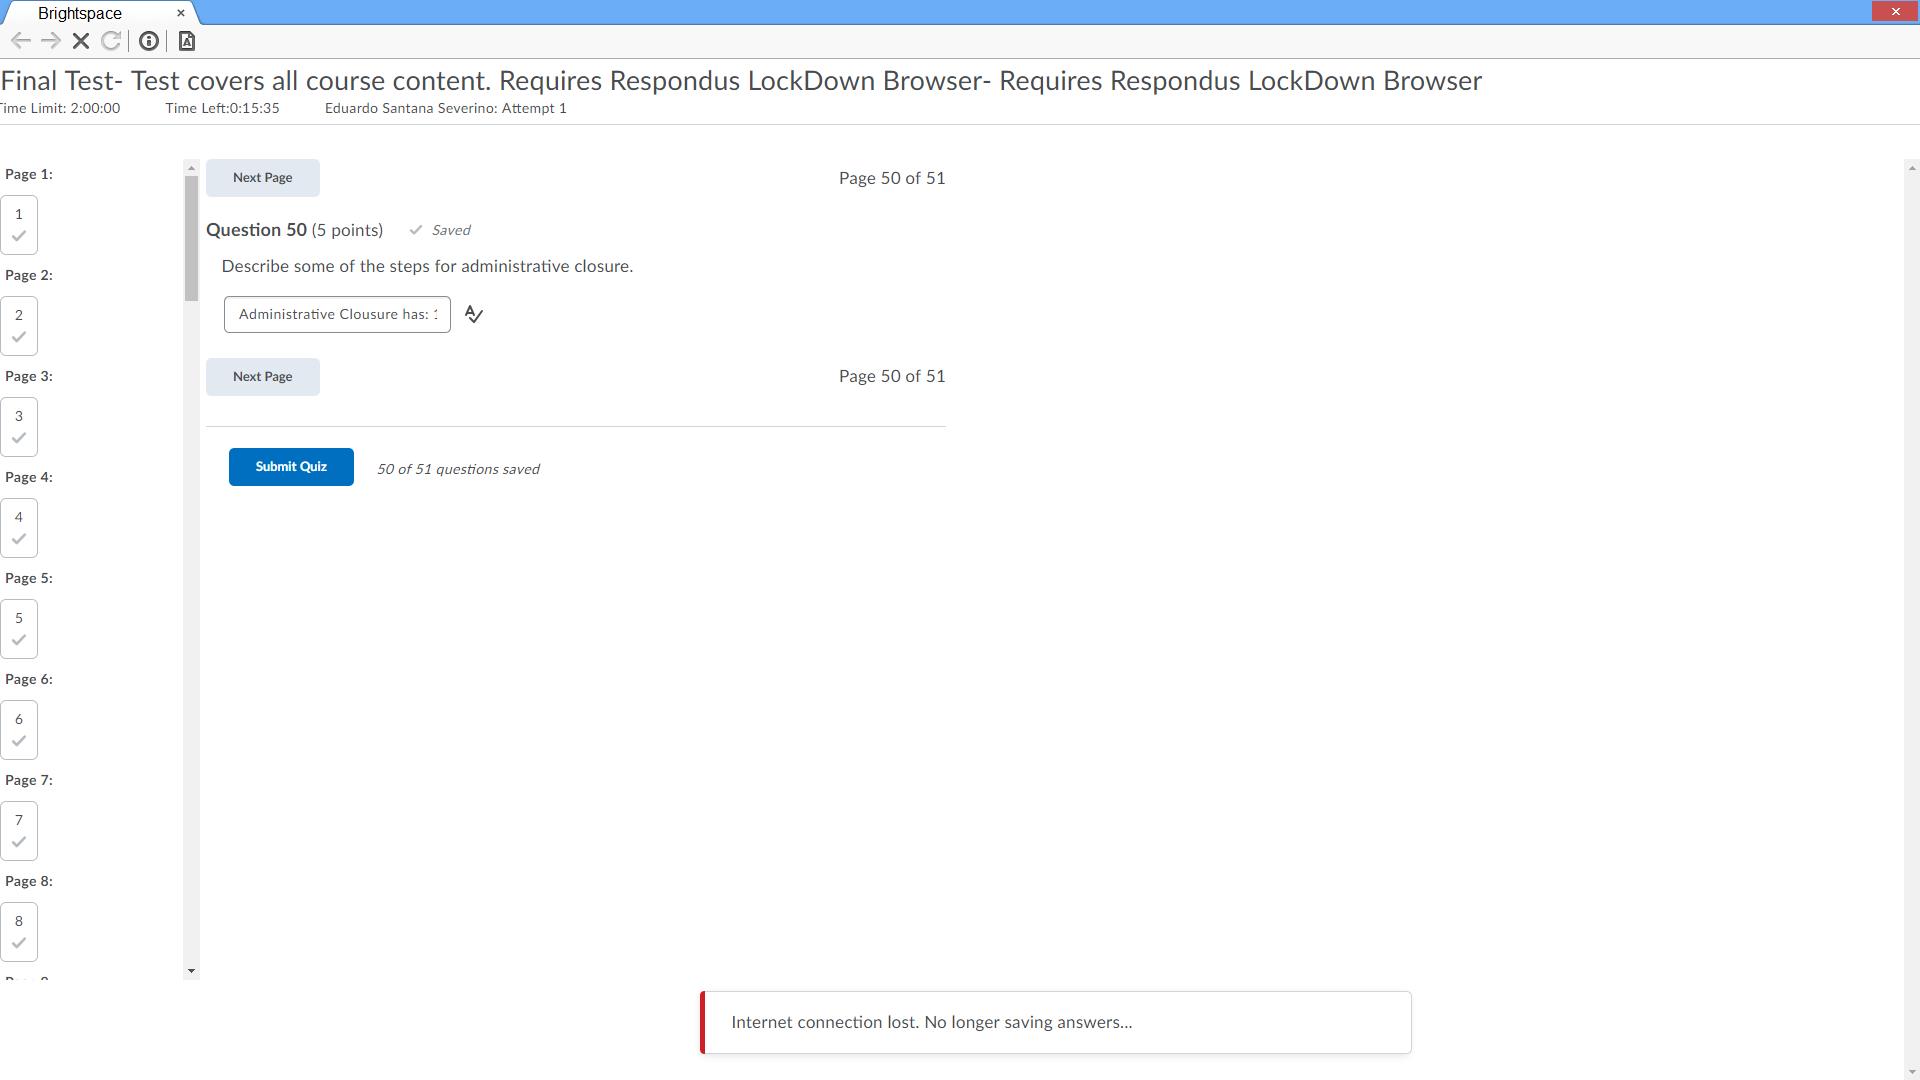 Brightspace
Final Test- Test covers all course content. Requires Respondus LockDown Browser- Requires Respondus LockDown Browser
Time Limit: 2:00:00 Time Left:0:15:35 Eduardo Santana Severino: Attempt 1
Page 1:
1
Page 2:
2
Page 3:
3
Page 4:
4
Page 5:
5
Page 6:
6
Page 7:
7
Page 8:
8
Next Page Page 50 of 51
Question 50 (5 points) Saved
Describe some of the steps for administrative closure.
Administrative Clousure has:
Next Page Page 50 of 51
Submit Quiz 50 of 51 questions saved
Internet connection lost. No longer saving answers...